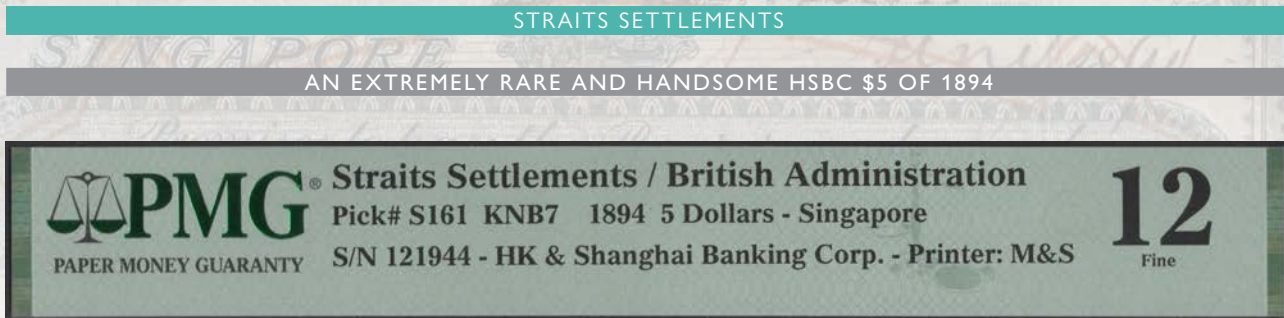 STRAITS SETTLEMENTS
SINGAPORE
AN EXTREMELY RARE AND HANDSOME HSBC $5 OF 1894
PMG® Straits Settlements / British Administration 12
Pick# S161 KNB7 1894 5 Dollars - Singapore
PAPER MONEY GUARANTY S/N 121944 - HK & Shanghai Banking Corp. - Printer: M&S Fine